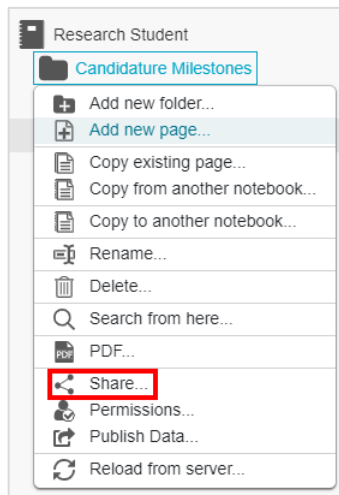 Research Student
Candidature Milestones
Add new folder...
Add new page...
Copy existing page...
Copy from another notebook...
Copy to another notebook...
Rename...
Delete...
Search from here...
PDF PDF...
Share...
Permissions...
Publish Data...
Reload from server...